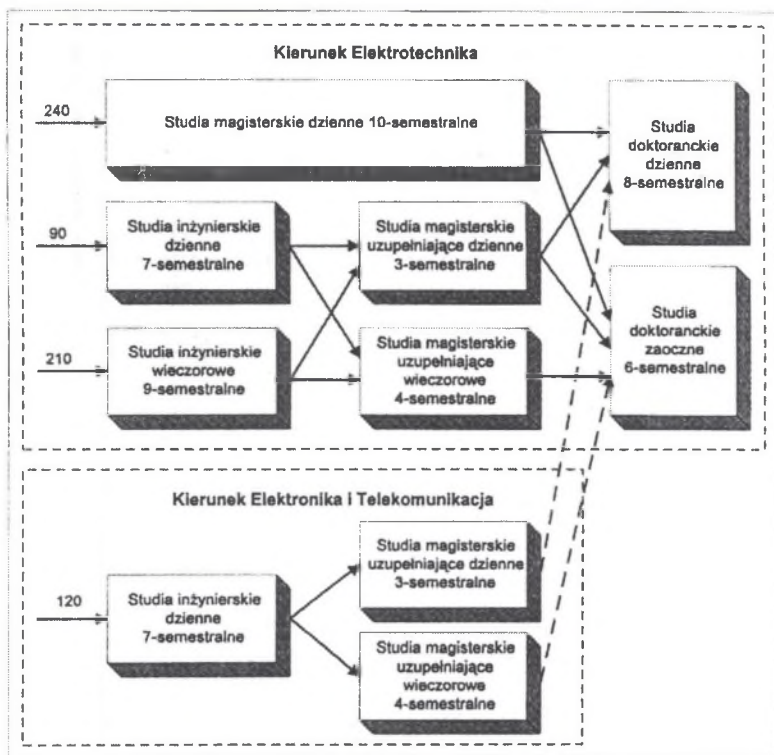 Kierunek Elektrotechnika
240
Studia magisterskie dzienne 10-semestralne
Studia
doktoranckie
dzienne
8-semestralne
90
Studia inżynierskie
dzienne
7-semestralne
Studia magisterskie
uzupełniające dzienne
3-semestralne
Studia
doktoranckie
zaoczne
6-semestralne
210
Studia inżynierskie
wieczorowe
9-semestralne
Studia magisterskie
uzupełniające
wieczorowe
4-semestralne
Kierunek Elektronika i Telekomunikacja
120
Studia inżynierskie
dzienne
7-semestralne
Studia magisterskie
uzupełniające dzienne
3-semestralne
Studia magisterskie
uzupełniające
wieczorowe
4-semestralne